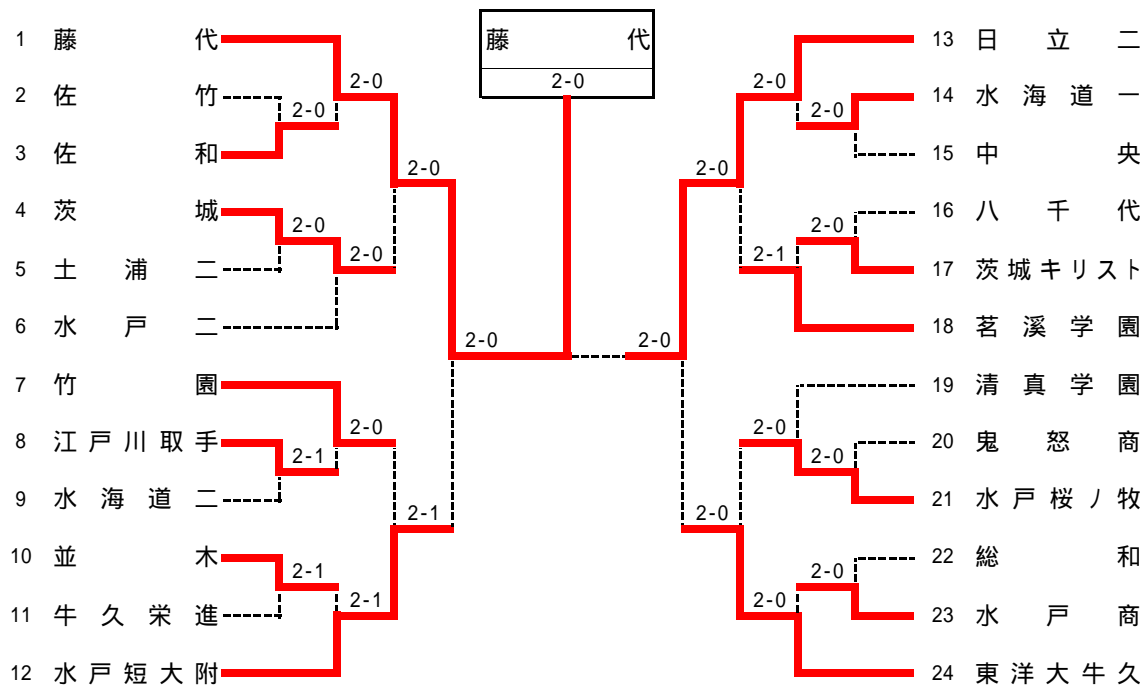 藤代
2-0
1 藤代
2 佐竹
3 佐和
4 茨城
5 土浦二
6 水戸二
7 竹園
8 江戸川取手
9 水海道二
10 並木
11 牛久栄進
12 水戸短大附
2-0
2-0
2-0
2-0
2-0
2-0
2-0
2-1
2-1
2-1
2-1
13 日立二
14 水海道一
15 中央
16 八千代
17 茨城キリスト
18 茗溪学園
19 清真学園
20 鬼怒商
21 水戸桜ノ牧
22 総和
23 水戸商
24 東洋大牛久
2-0
2-0
2-0
2-0
2-1
2-0
2-0
2-0
2-0
2-0
2-0